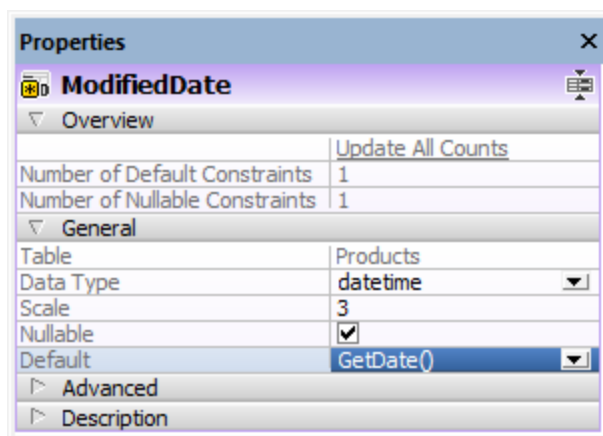 Properties
ModifiedDate
Overview
Update All Counts
Number of Default Constraints 1
Number of Nullable Constraints 1
General
Table Products
Data Type datetime
Scale 3
Nullable
Default GetDate()
Advanced
Description